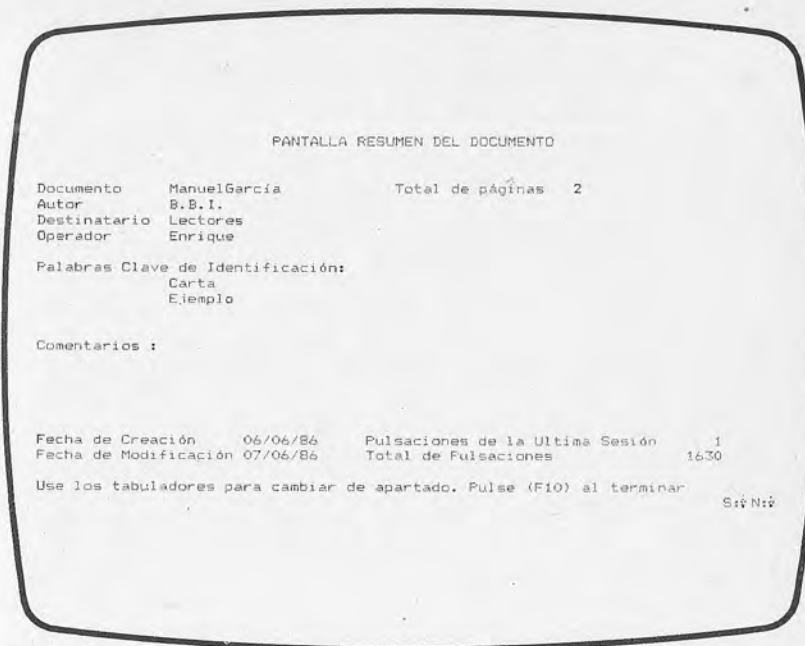 PANTALLA RESUMEN DEL DOCUMENTO
Documento ManuelGarcía Total de páginas 2
Autor B.B.I.
Destinatario Lectores
Operador Enrique
Palabras Clave de Identificación:
Carta
Ejemplo
Comentarios :
Fecha de Creación 06/06/86 Pulsaciones de la Ultima Sesión 1
Fecha de Modificación 07/06/86 Total de Pulsaciones 1630
Use los tabuladores para cambiar de apartado. Pulse (F10) al terminar
S: N: